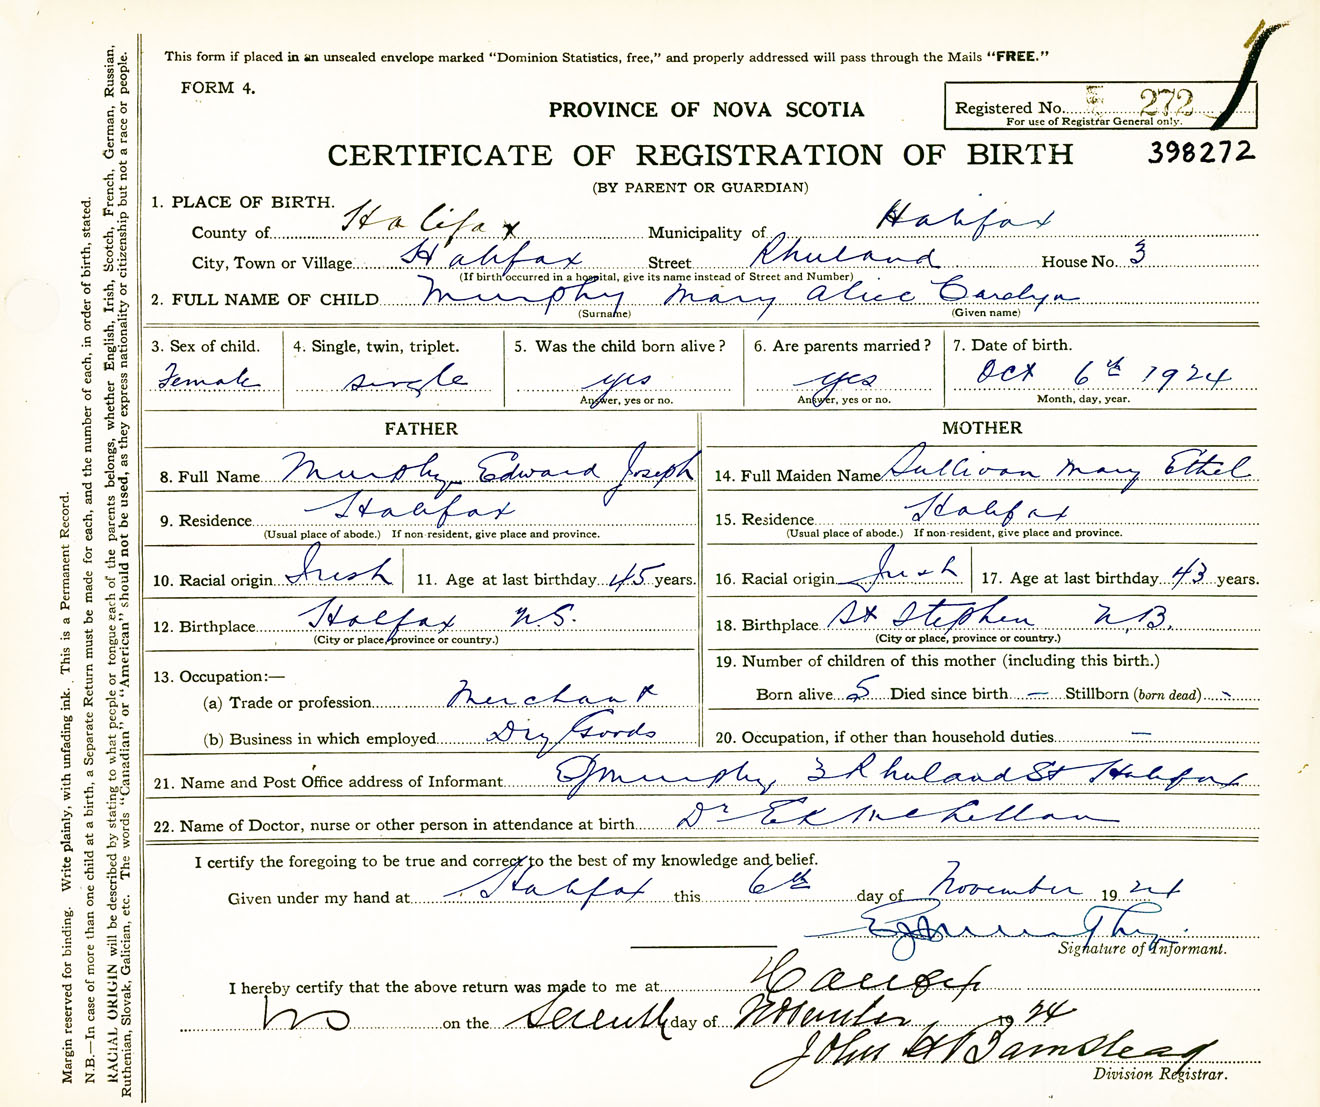 This form if placed in an unsealed envelope marked "Dominion Statistics, free," and properly addressed will pass through the Mails "FREE."
FORM 4.
PROVINCE OF NOVA SCOTIA
Registered No. 272
For use of Registrar General only.
CERTIFICATE OF REGISTRATION OF BIRTH 398272
(BY PARENT OR GUARDIAN)
1. PLACE OF BIRTH.
County of Halifax Municipality of Halifax
City, Town or Village Halifax Street Rhuland House No. 3
(If birth occurred in a hospital, give its name instead of Street and Number)
2. FULL NAME OF CHILD Murphy Mary Alice Carolyn
(Surname) (Given name)
3. Sex of child. 4. Single, twin, triplet. 5. Was the child born alive? 6. Are parents married? 7. Date of birth.
Female single yes yes Oct 6th 1924
Answer, yes or no. Answer, yes or no. Month, day, year.
FATHER MOTHER
8. Full Name Murphy Edward Joseph 14. Full Maiden Name Sullivan Mary Ethel
9. Residence Halifax 15. Residence Halifax
(Usual place of abode.) If non-resident, give place and province. (Usual place of abode.) If non-resident, give place and province.
10. Racial origin Irish 11. Age at last birthday 45 years. 16. Racial origin Irish 17. Age at last birthday 43 years.
12. Birthplace Halifax N.S. 18. Birthplace St Stephen N.B.
(City or place, province or country.) (City or place, province or country.)
19. Number of children of this mother (including this birth.)
13. Occupation:—
(a) Trade or profession Merchant Born alive 5 Died since birth — Stillborn (born dead) -
(b) Business in which employed Dry Goods 20. Occupation, if other than household duties —
21. Name and Post Office address of Informant EJ Murphy, 3 Rhuland St Halifax
22. Name of Doctor, nurse or other person in attendance at birth Dr EK McLellan
I certify the foregoing to be true and correct to the best of my knowledge and belief.
Given under my hand at Halifax this 6th day of November 1924
EJ Murphy
Signature of Informant.
I hereby certify that the above return was made to me at Halifax
NS on the Seventh day of November 1924
John H Barnstead
Division Registrar.
Margin reserved for binding. Write plainly, with unfading ink. This is a Permanent Record.
N.B.—In case of more than one child at a birth, a Separate Return must be made for each, and the number of each, in order of birth, stated.
RACIAL ORIGIN will be described by stating to what people or tongue each of the parents belongs, whether English, Irish, Scotch, French, German, Russian,
Ruthenian, Slovak, Galician, etc. The words "Canadian" or "American" should not be used, as they express nationality or citizenship but not a race or people.